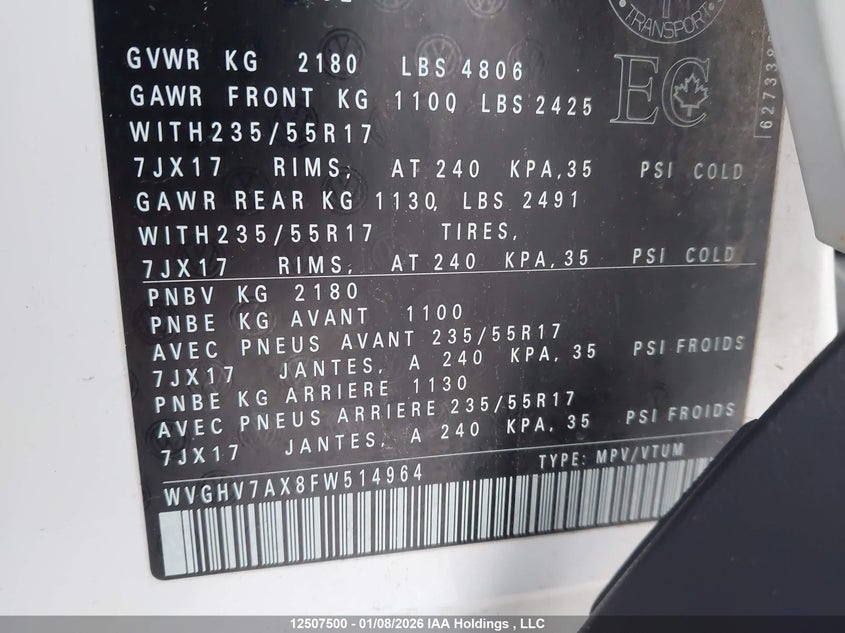 TRANSPORT
GVWR KG 2180 LBS 4806
GAWR FRONT KG 1100 LBS 2425
EC
WITH235/55R17
7JX17 RIMS, AT 240 KPA,35 PSI COLD
GAWR REAR KG 1130 LBS 2491
WITH235/55R17 TIRES,
7JX17 RIMS, AT 240 KPA,35 PSI COLD
PNBV KG 2180
PNBE KG AVANT 1100
AVEC PNEUS AVANT 235/55R17
7JX17 JANTES, A 240 KPA, 35 PSI FROIDS
PNBE KG ARRIERE 1130
AVEC PNEUS ARRIERE 235/55R17
7JX17 JANTES, A 240 KPA, 35 PSI FROIDS
TYPE: MPV/VTUM
WVGHV7AX8FW514964
12507500 - 01/08/2026 IAA Holdings , LLC